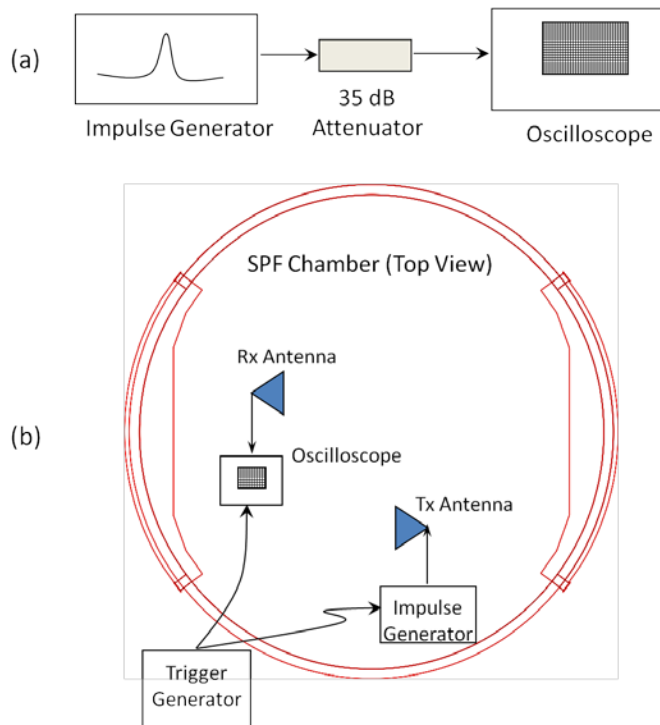 (a)
Impulse Generator
35 dB
Attenuator
Oscilloscope
SPF Chamber (Top View)
Rx Antenna
(b)
Oscilloscope
Tx Antenna
Impulse
Generator
Trigger
Generator